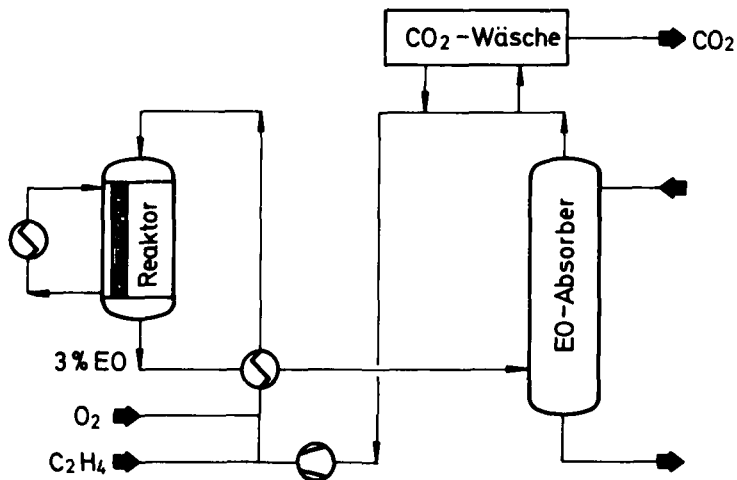 CO₂-Wäsche
CO₂
Reaktor
EO-Absorber
3% EO
O₂
C₂H₄